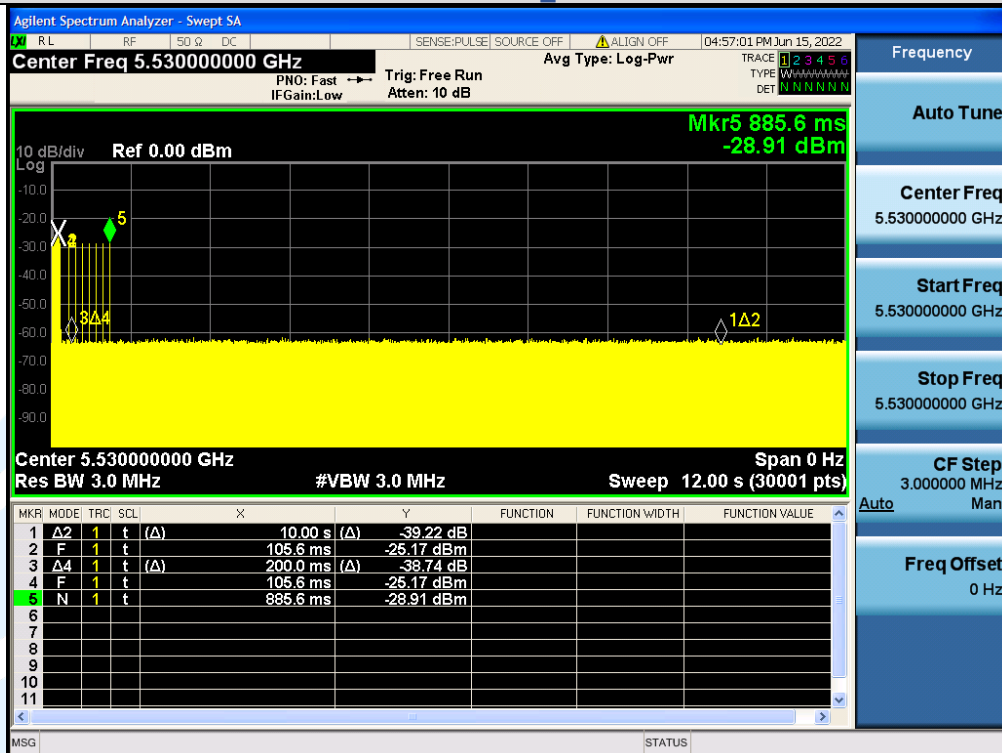 Agilent Spectrum Analyzer - Swept SA
LXI RL RF 50 Ω DC SENSE:PULSE SOURCE OFF ALIGN OFF 04:57:01 PM Jun 15, 2022
Center Freq 5.530000000 GHz
Avg Type: Log-Pwr
TRACE 1 2 3 4 5 6
PNO: Fast Trig: Free Run
TYPE W
IFGain:Low Atten: 10 dB
DET N N N N N N
Mkr5 885.6 ms
-28.91 dBm
10 dB/div Ref 0.00 dBm
Log
-10.0
-20.0
-30.0
-40.0
-50.0
-60.0
-70.0
-80.0
-90.0
5
3Δ4
1Δ2
Center 5.530000000 GHz Span 0 Hz
Res BW 3.0 MHz #VBW 3.0 MHz Sweep 12.00 s (30001 pts)
MKR MODE TRC SCL X Y FUNCTION FUNCTION WIDTH FUNCTION VALUE
1 Δ2 1 t (Δ) 10.00 s (Δ) -39.22 dB
2 F 1 t 105.6 ms -25.17 dBm
3 Δ4 1 t (Δ) 200.0 ms (Δ) -38.74 dB
4 F 1 t 105.6 ms -25.17 dBm
5 N 1 t 885.6 ms -28.91 dBm
6
7
8
9
10
11
MSG STATUS
Frequency
Auto Tune
Center Freq
5.530000000 GHz
Start Freq
5.530000000 GHz
Stop Freq
5.530000000 GHz
CF Step
3.000000 MHz
Auto Man
Freq Offset
0 Hz